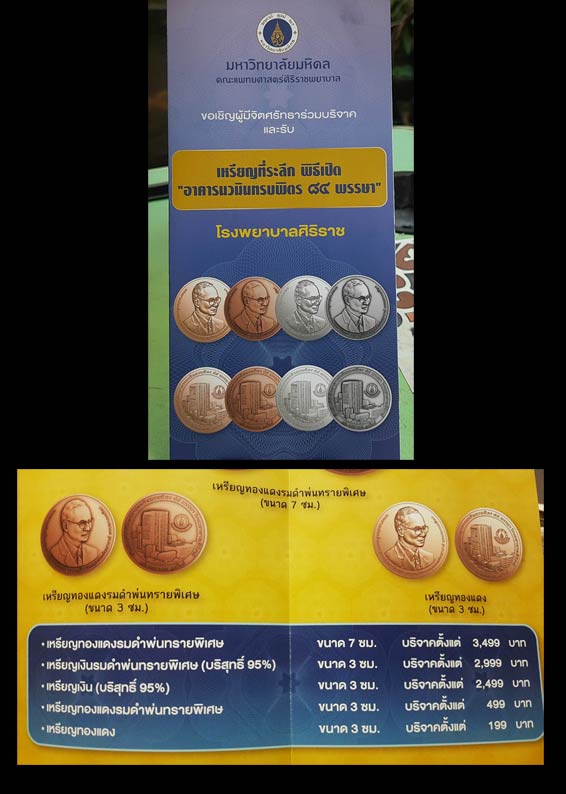 มหาวิทยาลัยมหิดล
คณะแพทยศาสตร์ศิริราชพยาบาล
ขอเชิญผู้มีจิตศรัทธาร่วมบริจาค
และรับ
เหรียญที่ระลึก พิธีเปิด
"อาคารนวมินทรบพิตร ๘๔ พรรษา"
โรงพยาบาลศิริราช
เหรียญทองแดงรมดำพ่นทรายพิเศษ
(ขนาด 7 ซม.)
เหรียญทองแดงรมดำพ่นทรายพิเศษ
(ขนาด 3 ซม.)
เหรียญทองแดง
(ขนาด 3 ซม.)
• เหรียญทองแดงรมดำพ่นทรายพิเศษ ขนาด 7 ซม. บริจาคตั้งแต่ 3,499 บาท
• เหรียญเงินรมดำพ่นทรายพิเศษ (บริสุทธิ์ 95%) ขนาด 3 ซม. บริจาคตั้งแต่ 2,999 บาท
• เหรียญเงิน (บริสุทธิ์ 95%) ขนาด 3 ซม. บริจาคตั้งแต่ 2,499 บาท
• เหรียญทองแดงรมดำพ่นทรายพิเศษ ขนาด 3 ซม. บริจาคตั้งแต่ 499 บาท
• เหรียญทองแดง ขนาด 3 ซม. บริจาคตั้งแต่ 199 บาท